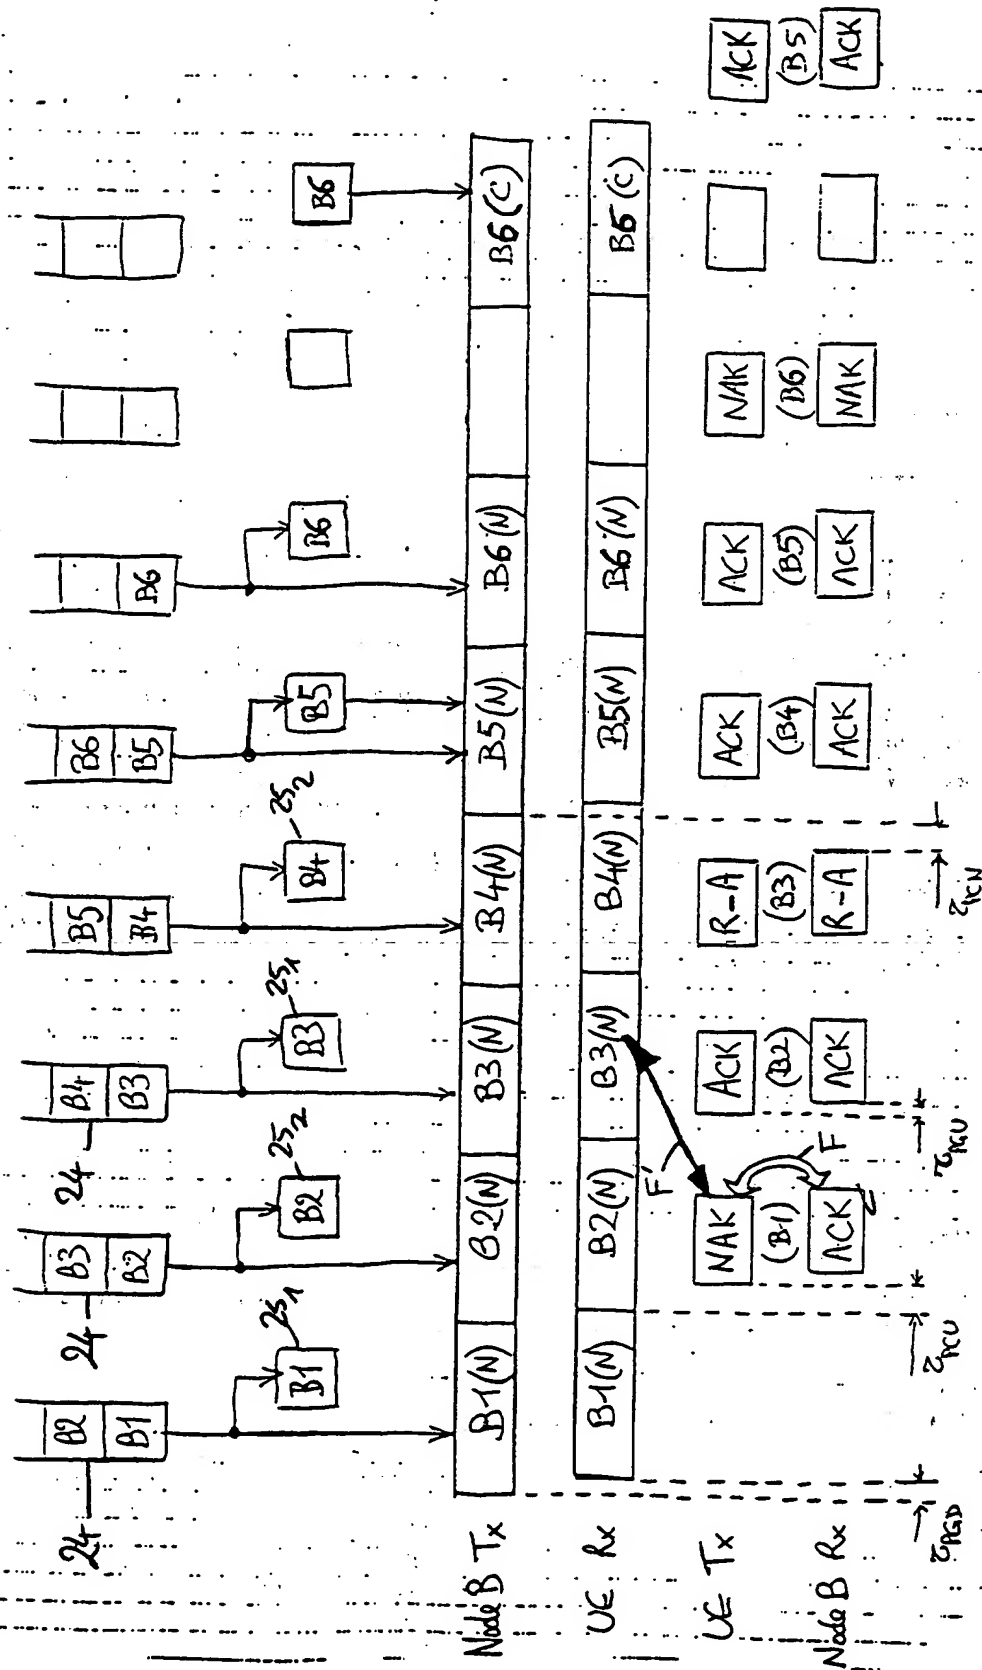 24 24 24
B2 B3 B4 B5 B6
B1 B2 B3 B4 B5 B6
25₁ 25₂ 25₁ 25₂
B1 B2 B3 B4 B5 B6 B6
Node B Tx B1(N) B2(N) B3(N) B4(N) B5(N) B6(N) B6(C)
UE Rx B1(N) B2(N) B3(N) B4(N) B5(N) B6(N) B6(C)
F'
UE Tx NAK ACK R-A ACK ACK NAK ACK
(B1) (B2) (B3) (B4) (B5) (B6) (B5)
F
Node B Rx ACK ACK R-A ACK ACK NAK ACK